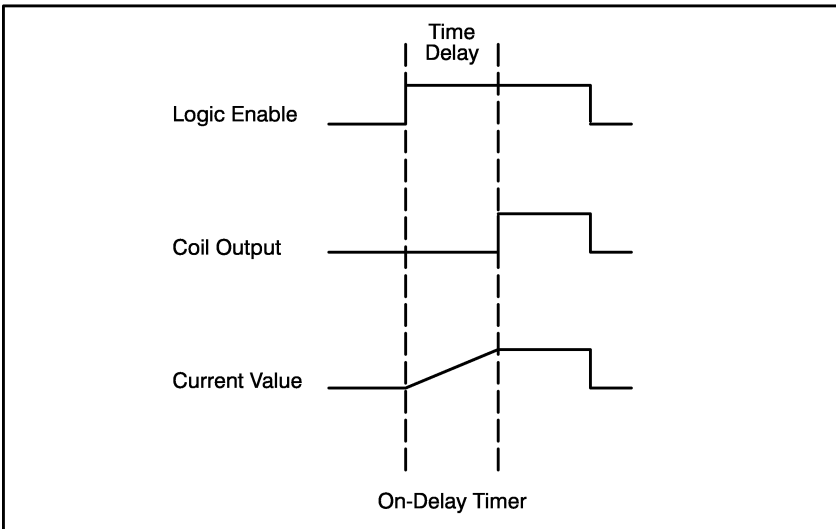 Time
Delay
Logic Enable
Coil Output
Current Value
On-Delay Timer